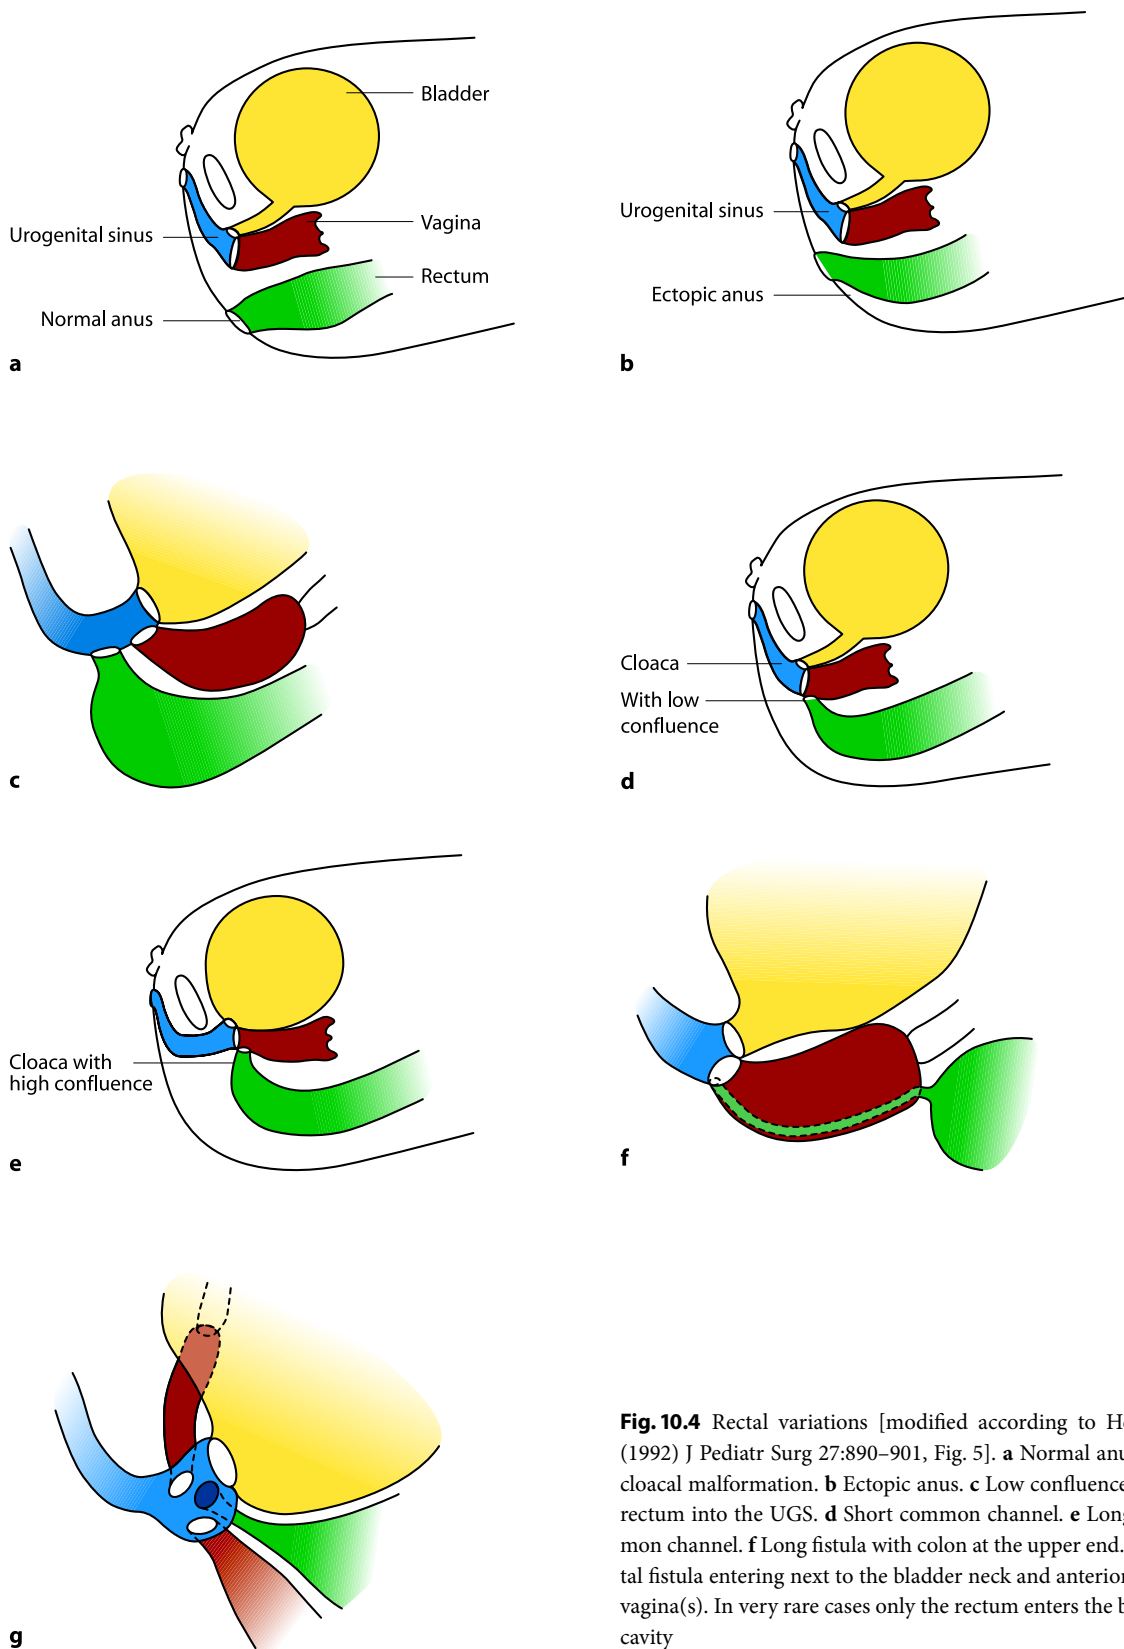 Bladder
Vagina
Urogenital sinus
Rectum
Normal anus
a
Urogenital sinus
Ectopic anus
b
c
Cloaca
With low
confluence
d
Cloaca with
high confluence
e
f
g
Fig. 10.4 Rectal variations [modified according to
(1992) J Pediatr Surg 27:890–901, Fig. 5]. a Normal
cloacal malformation. b Ectopic anus. c Low confluence
rectum into the UGS. d Short common channel. e Long
mon channel. f Long fistula with colon at the upper end.
tal fistula entering next to the bladder neck and anterior
vagina(s). In very rare cases only the rectum enters the
cavity